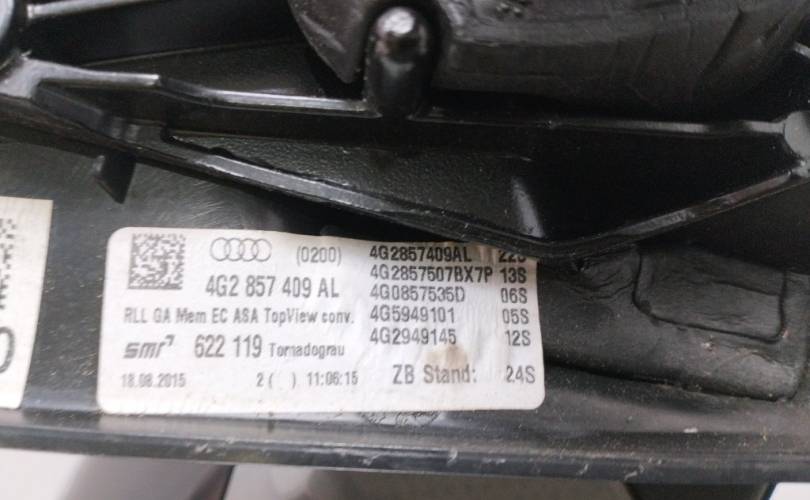 (0200)
4G2 857 409 AL
RLL GA Mem EC ASA TopView conv.
smr 622 119 Tornadograu
18.08.2015 2 ( ) 11:06:15
4G2857409AL 22S
4G2857507BX7P 13S
4G0857535D 06S
4G5949101 05S
4G2949145 12S
ZB Stand: 24S